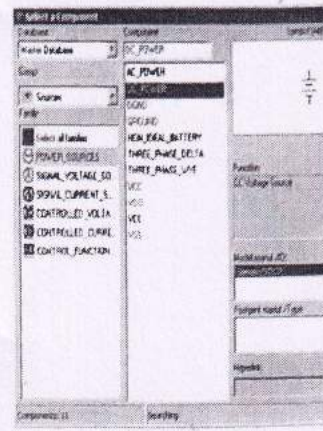 Select a Component
Database
Master Database
Group
Sources
Family
Select all families
POWER_SOURCES
SIGNAL_VOLTAGE_SO
SIGNAL_CURRENT_S..
CONTROLLED_VOLTA
CONTROLLED_CURRE.
CONTROL_FUNCTION
Component
DC_POWER
AC_POWER
DC_POWER
DGND
GROUND
NON_IDEAL_BATTERY
THREE_PHASE_DELTA
THREE_PHASE_WYE
VCC
VDD
VEE
VSS
Function
DC Voltage Source
Footprint manuf./Type
Hyperlink
Components: 11
Searching